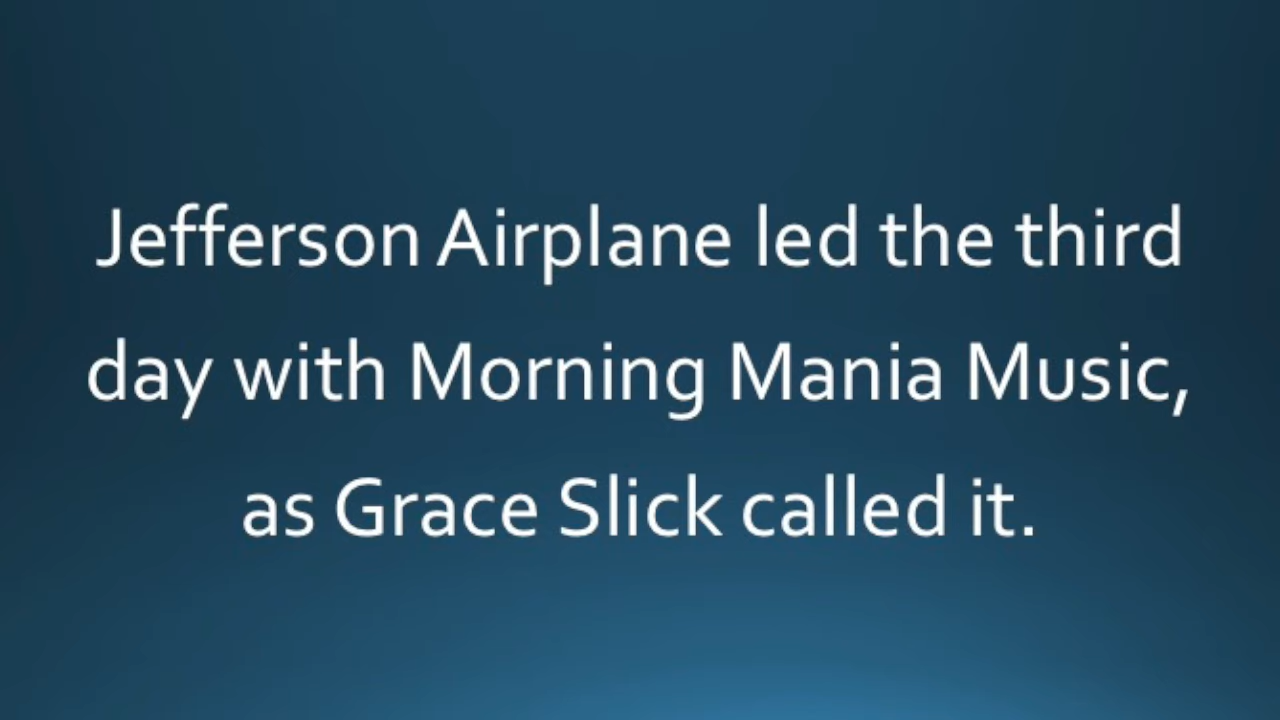 Jefferson Airplane led the third
day with Morning Mania Music,
as Grace Slick called it.